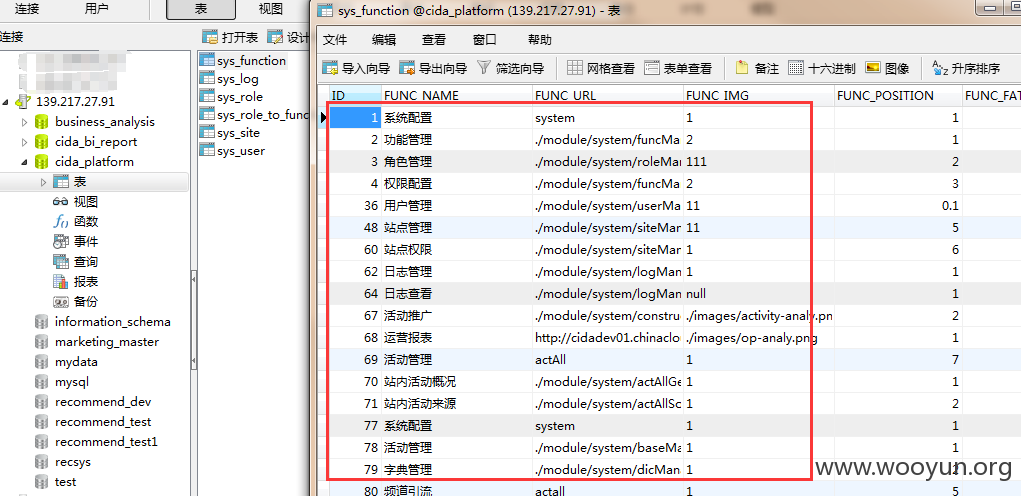 连接 用户 表 视图
连接
139.217.27.91
business_analysis
cida_bi_report
cida_platform
表
视图
函数
事件
查询
报表
备份
information_schema
marketing_master
mydata
mysql
recommend_dev
recommend_test
recommend_test1
recsys
test
打开表 设计
sys_function
sys_log
sys_role
sys_role_to_func
sys_site
sys_user
sys_function @cida_platform (139.217.27.91) - 表
文件 编辑 查看 窗口 帮助
导入向导 导出向导 筛选向导 网格查看 表单查看 备注 十六进制 图像 升序排序
ID FUNC_NAME FUNC_URL FUNC_IMG FUNC_POSITION FUNC_FAT
1 系统配置 system 1 1
2 功能管理 ./module/system/funcMa 2 1
3 角色管理 ./module/system/roleMar 111 2
4 权限配置 ./module/system/funcMa 2 3
36 用户管理 ./module/system/userMa 11 0.1
48 站点管理 ./module/system/siteMan 11 5
60 站点权限 ./module/system/siteMan 1 6
62 日志管理 ./module/system/logMan 1 1
64 日志查看 ./module/system/logMan null 1
67 活动推广 ./module/system/constru ./images/activity-analy.pn 2
68 运营报表 http://cidadev01.chinaclou ./images/op-analy.png 1
69 活动管理 actAll 1 7
70 站内活动概况 ./module/system/actAllGe 1 1
71 站内活动来源 ./module/system/actAllSc 1 2
77 系统配置 system 1 1
78 活动管理 ./module/system/baseMa 1 1
79 字典管理 ./module/system/dicMana 1
80 频道引流 actall 1 5
www.wooyun.org